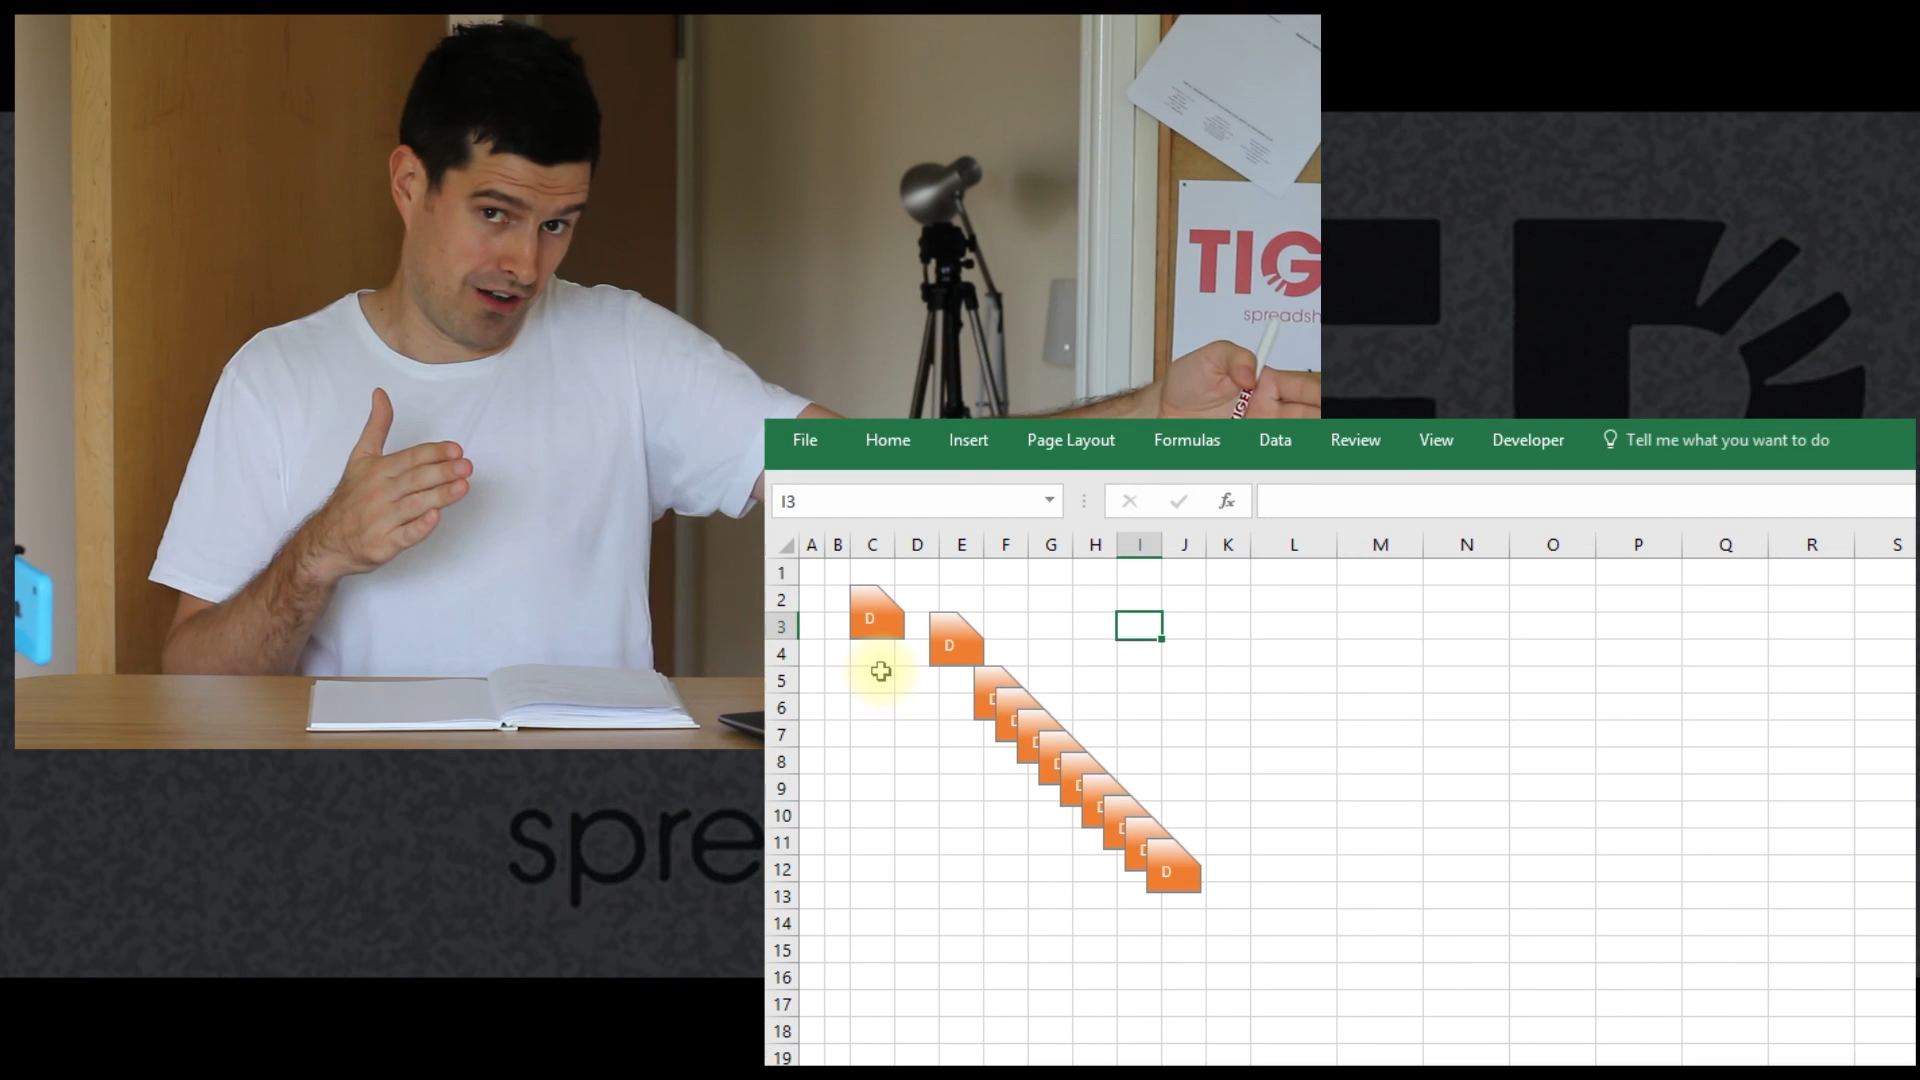 TIG
spreadsh
TIGER
ER
spre
File Home Insert Page Layout Formulas Data Review View Developer Tell me what you want to do
I3 fx
A B C D E F G H I J K L M N O P Q R S
1
2
D
3
D
4
5
D
6
D
7
D
8
D
9
D
10
D
11
D
D
12
D
13
14
15
16
17
18
19